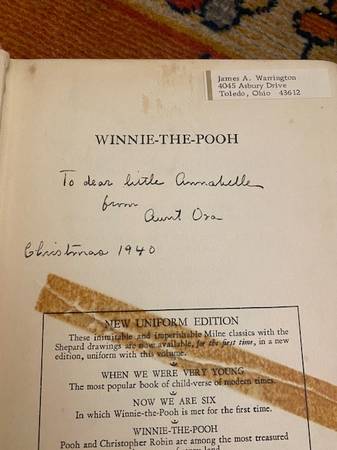 James A. Warrington
4045 Asbury Drive
Toledo, Ohio 43612
WINNIE-THE-POOH
To dear little Annabelle
from
Aunt Ora
Christmas 1940
NEW UNIFORM EDITION
These inimitable and imperishable Milne classics with the
Shepard drawings are now available, for the first time, in a new
edition, uniform with this volume.
WHEN WE WERE VERY YOUNG
The most popular book of child-verse of modern times.
NOW WE ARE SIX
In which Winnie-the-Pooh is met for the first time.
WINNIE-THE-POOH
Pooh and Christopher Robin are among the most treasured